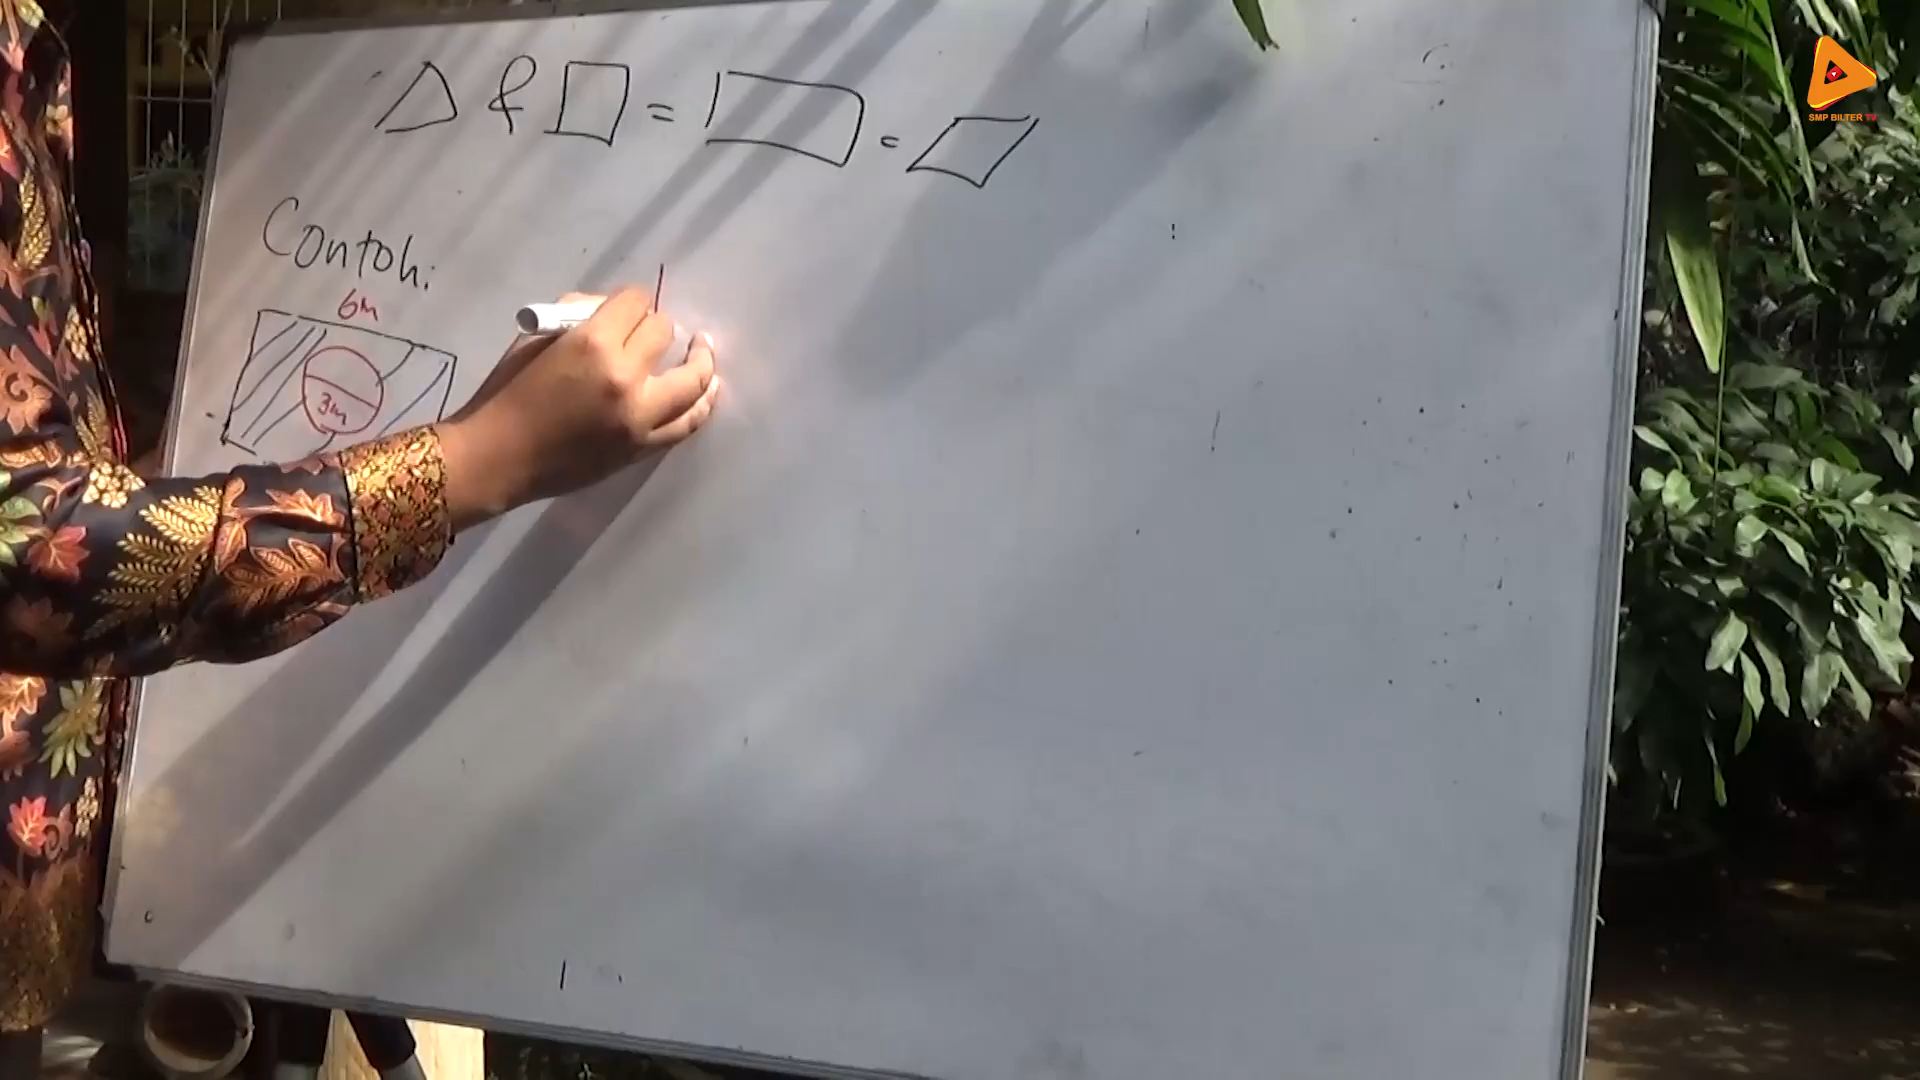 Δ & □ = ▭ = ▱
Contoh:
6m
3m
SMP BILTER TV